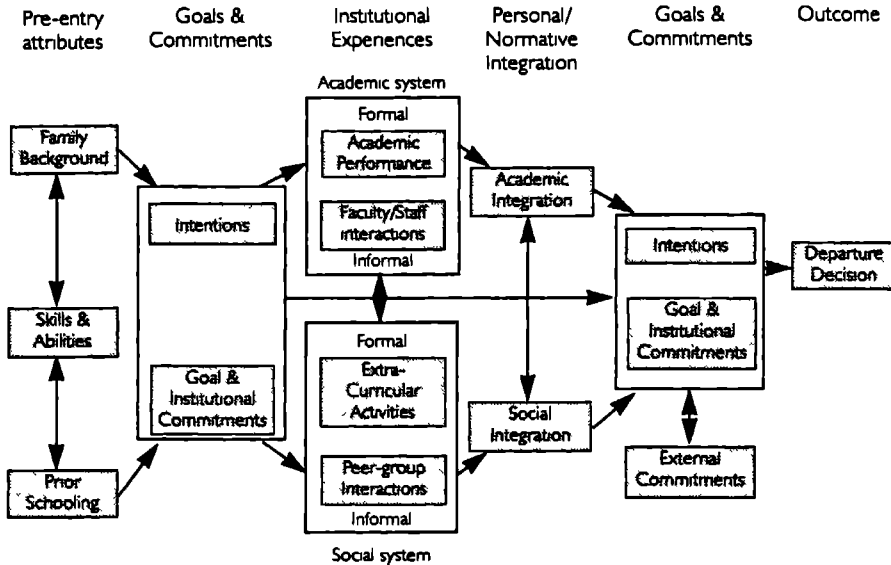 Pre-entry
attributes
Goals &
Commitments
Institutional
Experiences
Personal/
Normative
Integration
Goals &
Commitments
Outcome
Family
Background
Skills &
Abilities
Prior
Schooling
Intentions
Goal &
Institutional
Commitments
Academic system
Formal
Academic
Performance
Faculty/Staff
interactions
Informal
Formal
Extra-
Curricular
Activities
Peer-group
Interactions
Informal
Social system
Academic
Integration
Social
Integration
Intentions
Goal &
Institutional
Commitments
External
Commitments
Departure
Decision